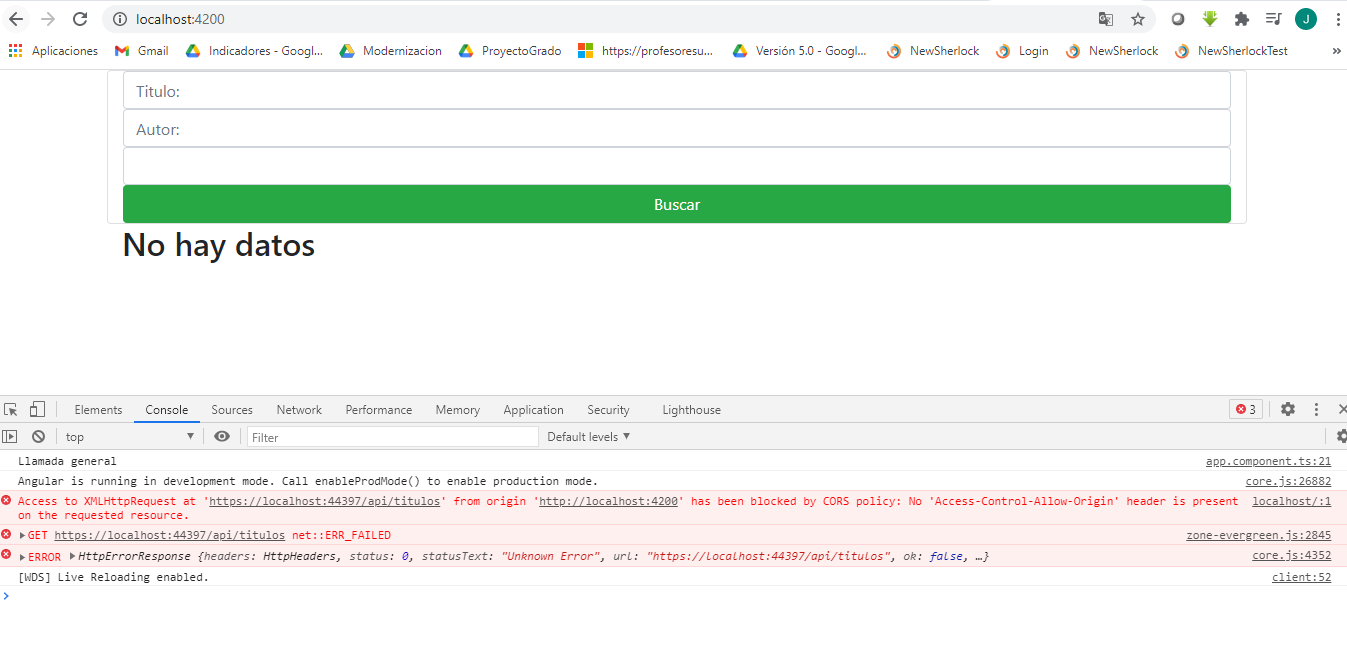 localhost:4200
J
Aplicaciones Gmail Indicadores - Googl... Modernizacion ProyectoGrado https://profesoresu... Versión 5.0 - Googl... NewSherlock Login NewSherlock NewSherlockTest »
Titulo:
Autor:
Buscar
No hay datos
Elements Console Sources Network Performance Memory Application Security Lighthouse 3
top Filter Default levels
Llamada general app.component.ts:21
Angular is running in development mode. Call enableProdMode() to enable production mode. core.js:26882
Access to XMLHttpRequest at 'https://localhost:44397/api/titulos' from origin 'http://localhost:4200' has been blocked by CORS policy: No 'Access-Control-Allow-Origin' header is present localhost/:1
on the requested resource.
GET https://localhost:44397/api/titulos net::ERR_FAILED zone-evergreen.js:2845
ERROR HttpErrorResponse {headers: HttpHeaders, status: 0, statusText: "Unknown Error", url: "https://localhost:44397/api/titulos", ok: false, …} core.js:4352
[WDS] Live Reloading enabled. client:52